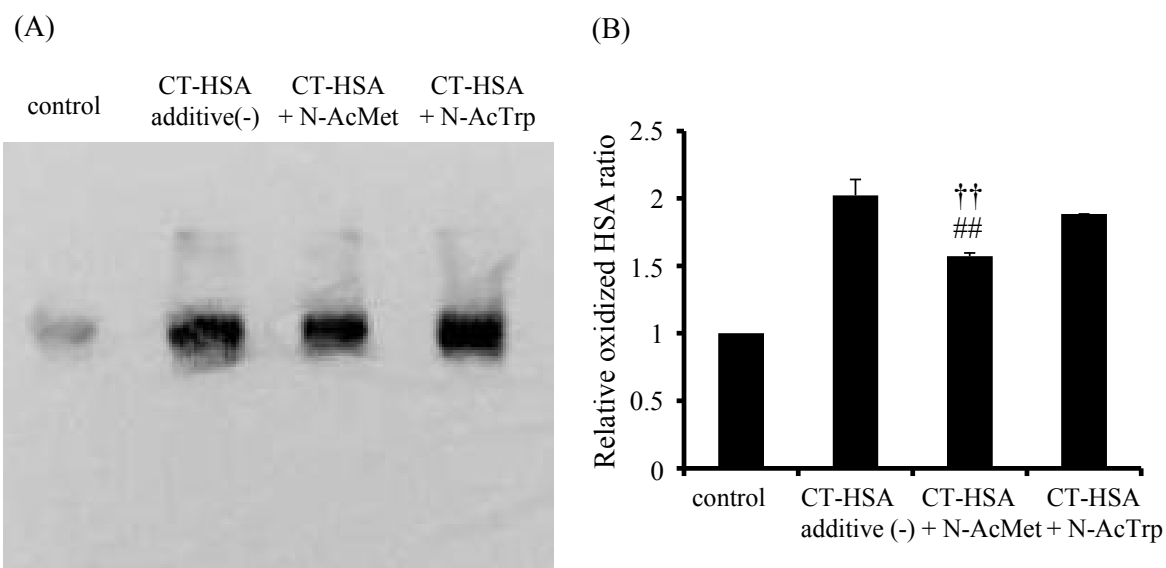 (A)
control
CT-HSA
additive(-)
CT-HSA
+ N-AcMet
CT-HSA
+ N-AcTrp
(B)
Relative oxidized HSA ratio
2.5
2
1.5
1
0.5
0
††
##
control
CT-HSA
additive (-)
CT-HSA
+ N-AcMet
CT-HSA
+ N-AcTrp